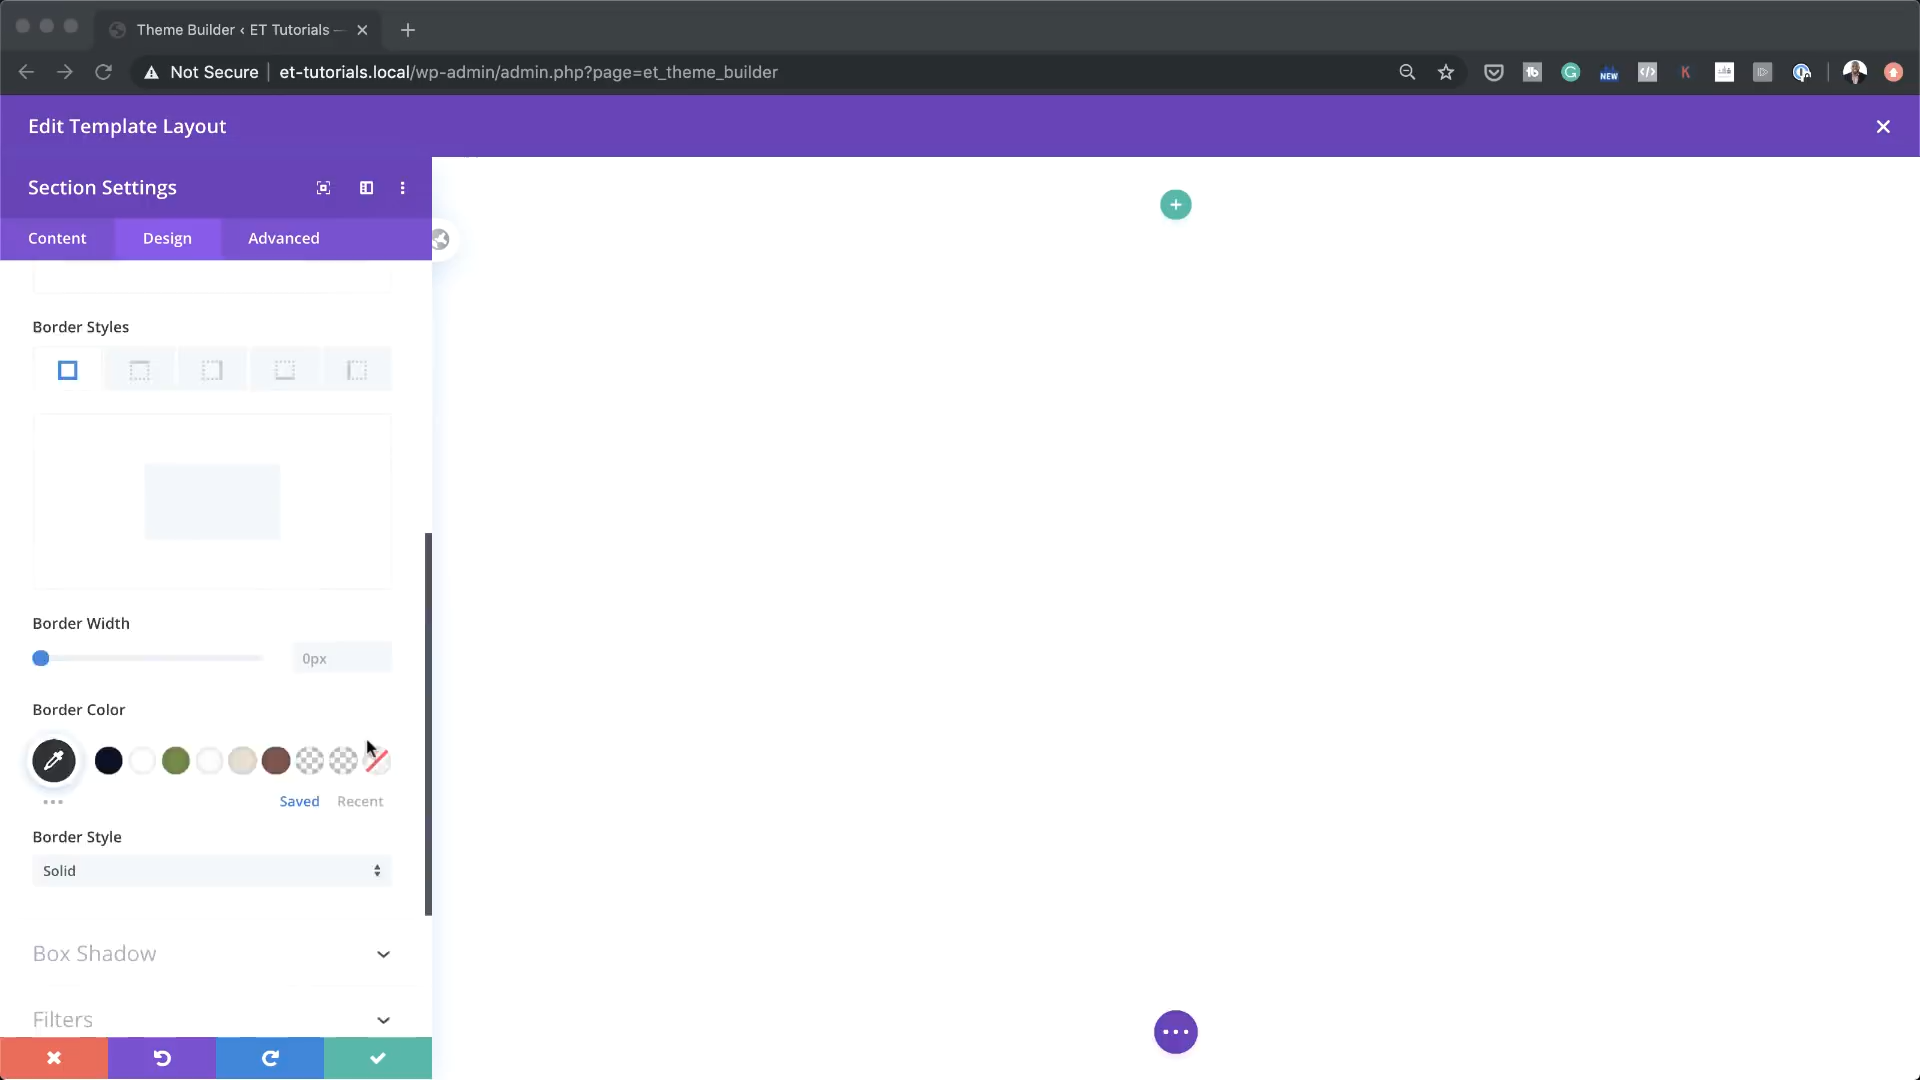 Theme Builder ‹ ET Tutorials —
Not Secure
et-tutorials.local/wp-admin/admin.php?page=et_theme_builder
NEW
K
Edit Template Layout
Section Settings
Content
Design
Advanced
Border Styles
Border Width
0px
Border Color
Saved
Recent
Border Style
Solid
Box Shadow
Filters